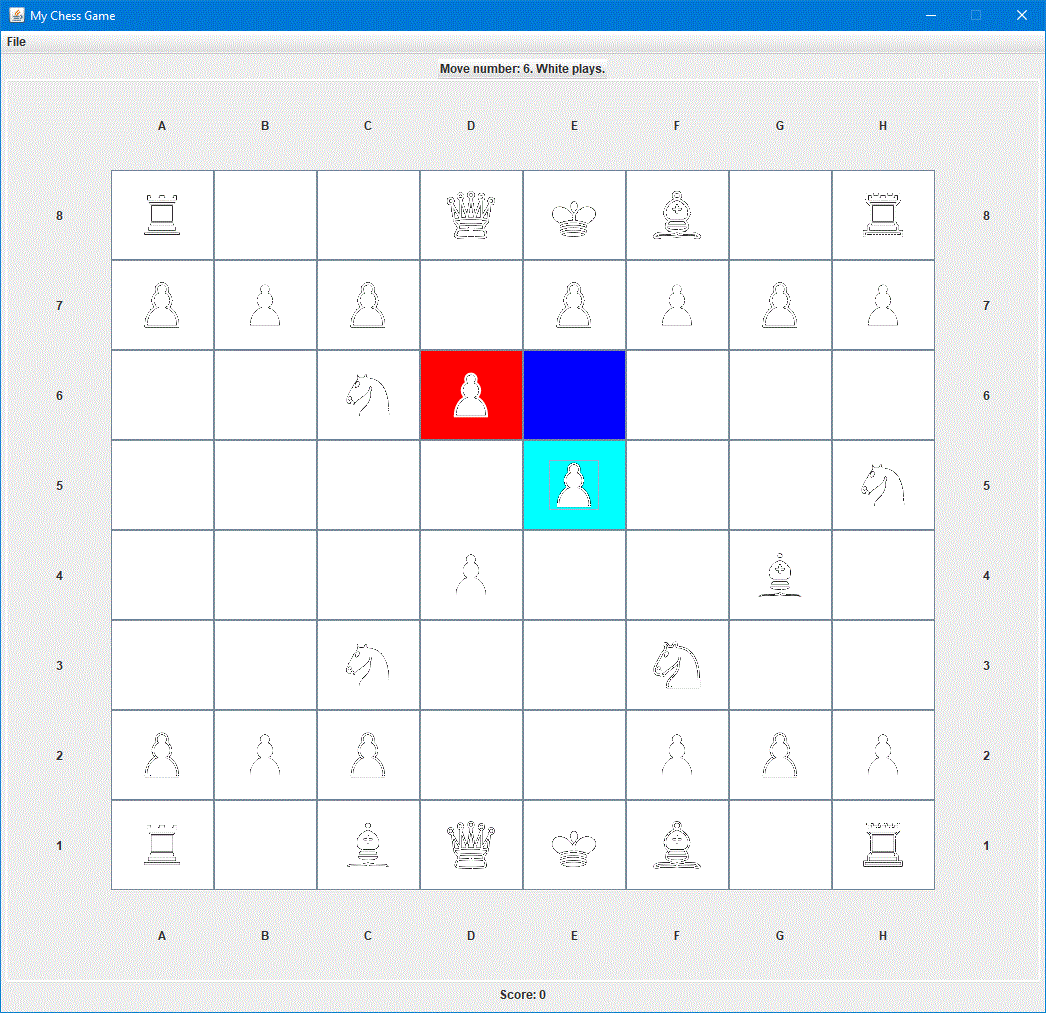 My Chess Game
File
Move number: 6. White plays.
A B C D E F G H
8 8
7 7
6 6
5 5
4 4
3 3
2 2
1 1
A B C D E F G H
Score: 0